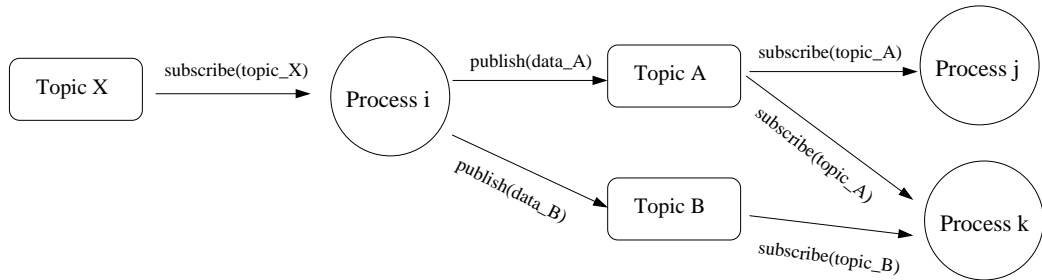 Topic X
subscribe(topic_X)
Process i
publish(data_A)
publish(data_B)
Topic A
Topic B
subscribe(topic_A)
subscribe(topic_A)
subscribe(topic_B)
Process j
Process k